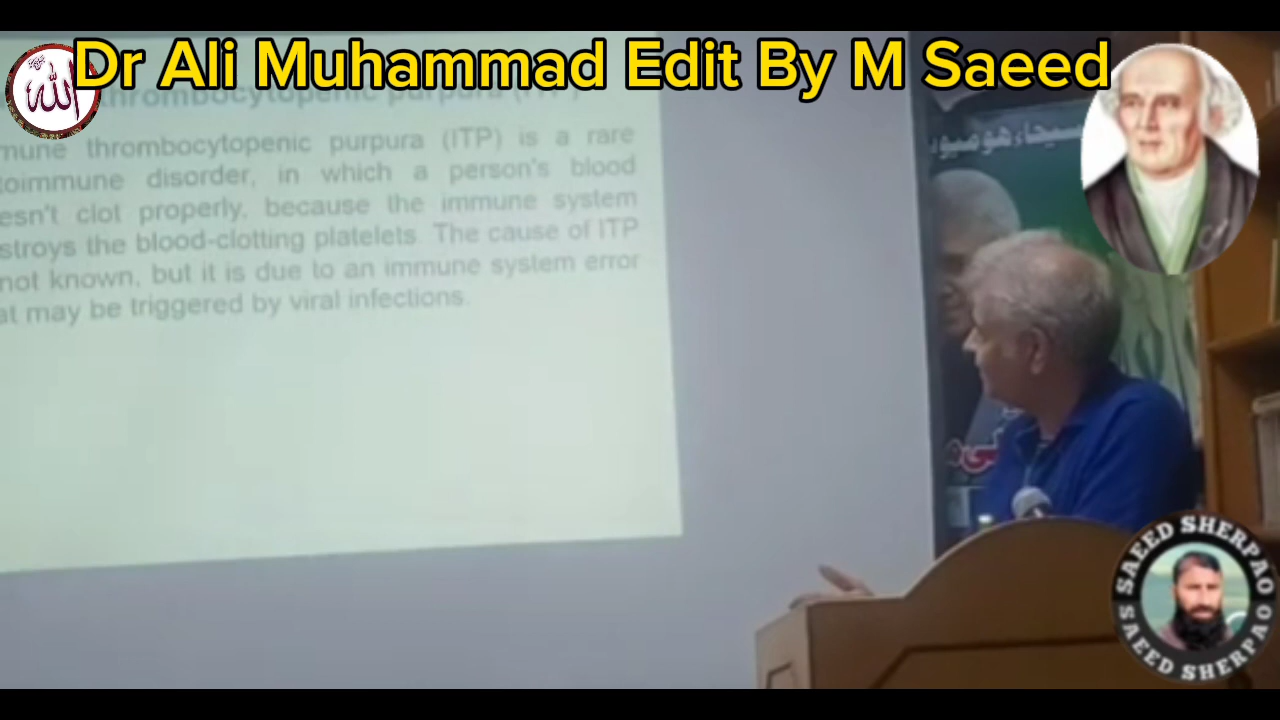 Dr Ali Muhammad Edit By M Saeed
thrombocytopenic purpura (ITP)
mune thrombocytopenic purpura (ITP) is a rare
toimmune disorder, in which a person's blood
esn't clot properly, because the immune system
stroys the blood-clotting platelets. The cause of ITP
not known, but it is due to an immune system error
at may be triggered by viral infections.
الله
SAEED SHERPAO
SAEED SHERPAO